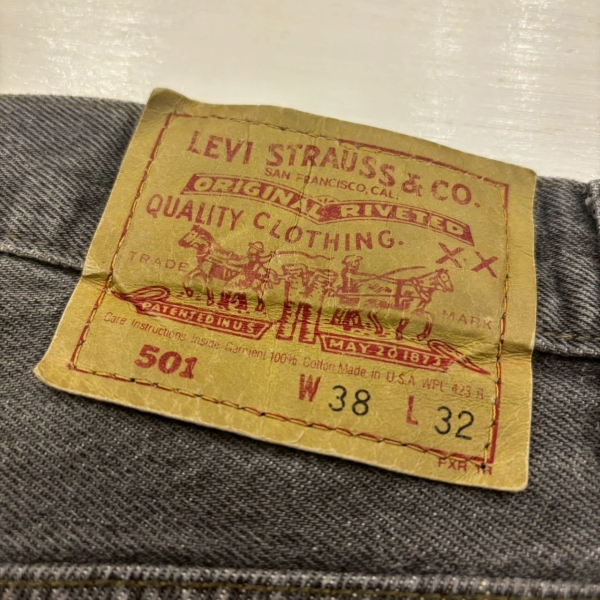 LEVI STRAUSS & CO.
SAN FRANCISCO, CAL.
ORIGINAL RIVETED
QUALITY CLOTHING.
XX
TRADE MARK
PATENTED IN U.S. MAY 20 1873
Care Instructions Inside Garment 100% Cotton Made in U.S.A. WPL 423
501 W 38 L 32